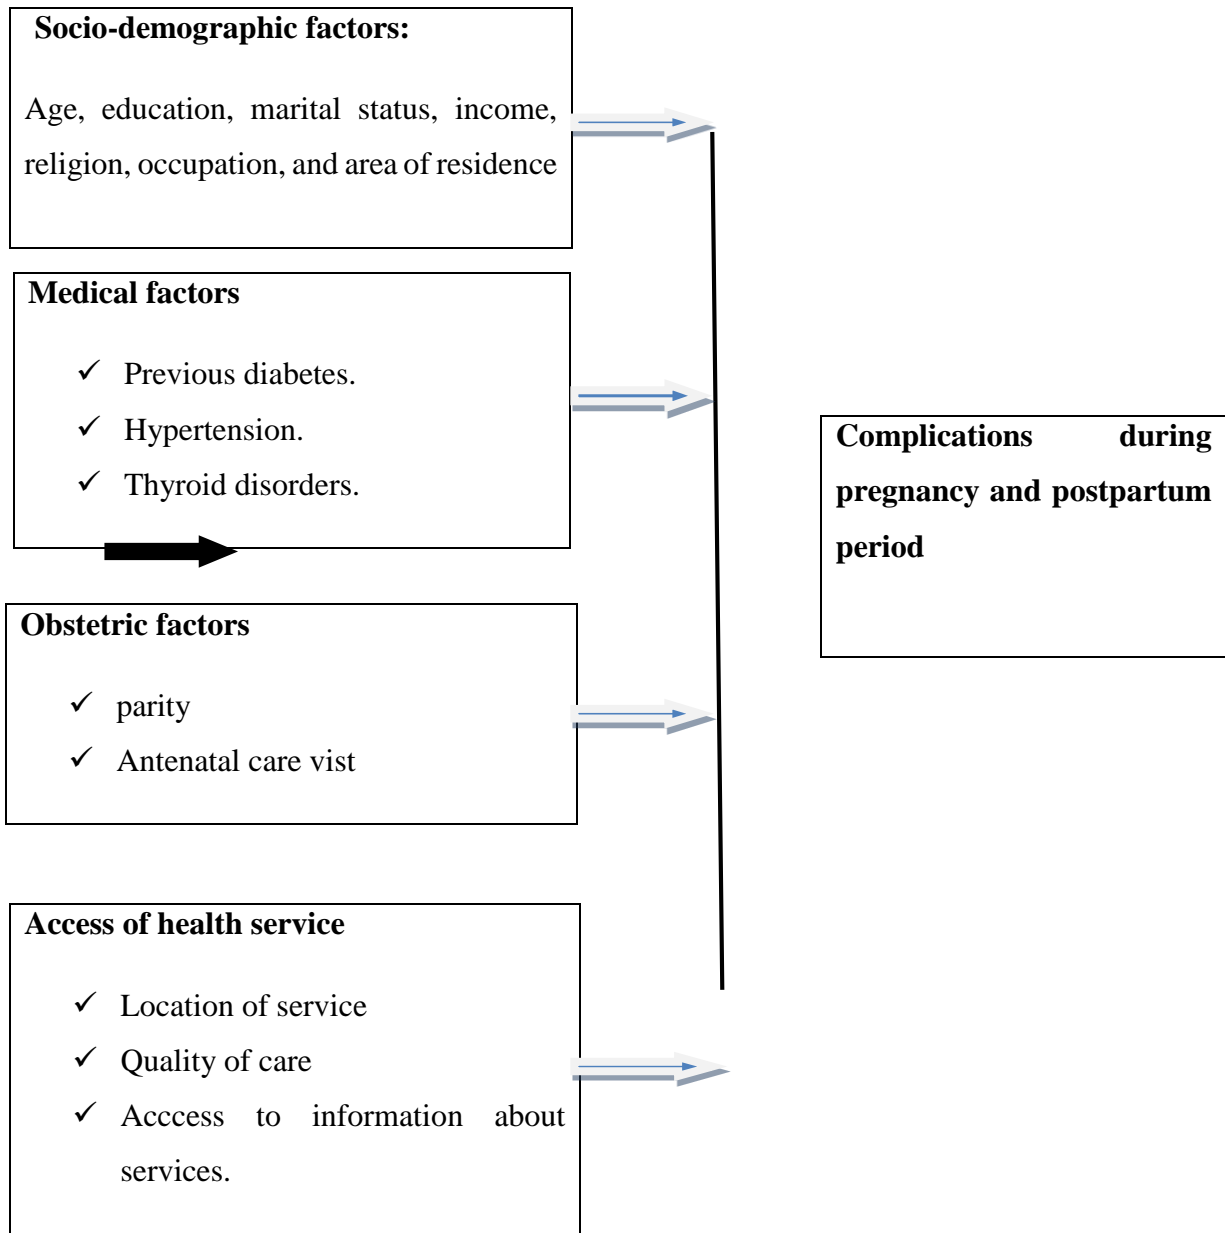 Socio-demographic factors:
Age, education, marital status, income,
religion, occupation, and area of residence
Medical factors
✓ Previous diabetes.
✓ Hypertension.
✓ Thyroid disorders.
Complications during
pregnancy and postpartum
period
Obstetric factors
✓ parity
✓ Antenatal care vist
Access of health service
✓ Location of service
✓ Quality of care
✓ Acccess to information about
services.